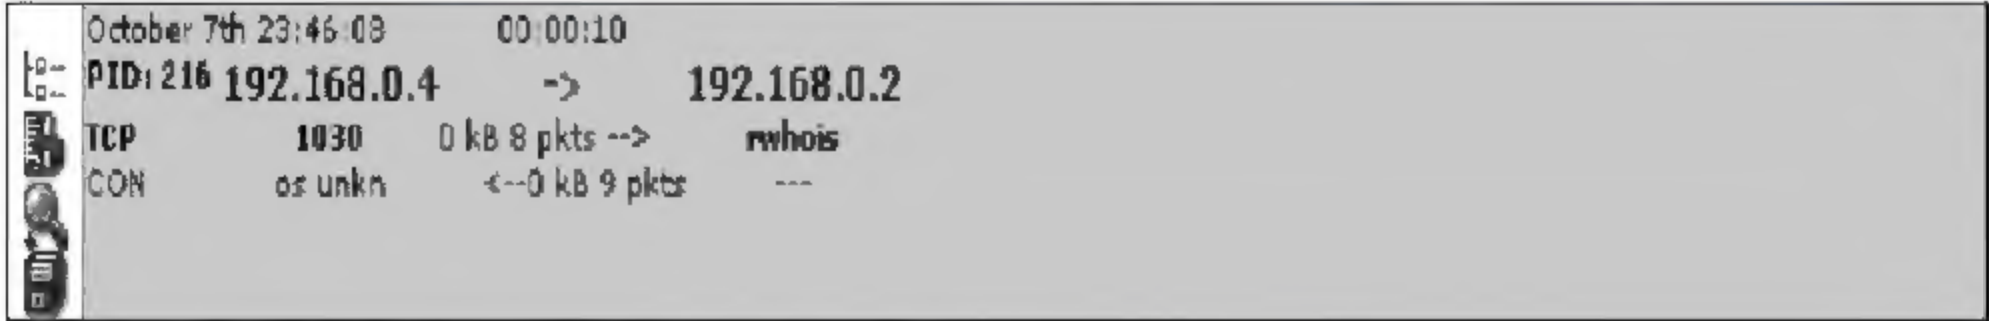 October 7th 23:46:08 00:00:10
PID: 216 192.168.0.4 -> 192.168.0.2
TCP 1030 0 kB 8 pkts --> rwhois
CON os unkn <--0 kB 9 pkts ---